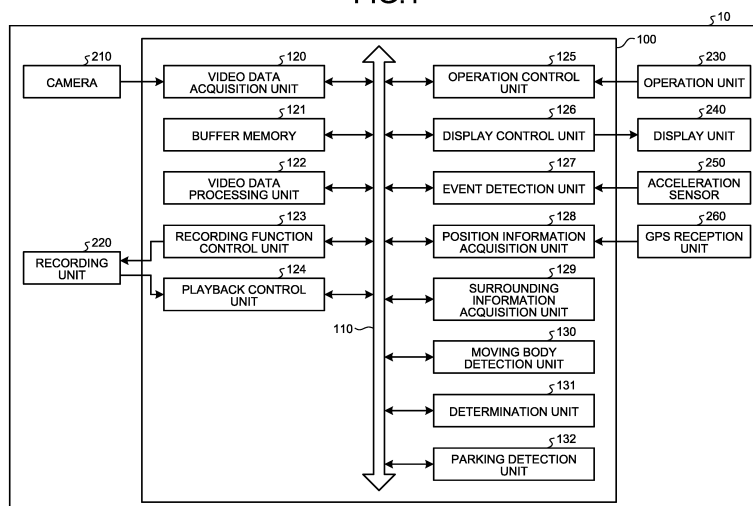 10
100
210
CAMERA
120
VIDEO DATA
ACQUISITION UNIT
121
BUFFER MEMORY
122
VIDEO DATA
PROCESSING UNIT
123
RECORDING FUNCTION
CONTROL UNIT
220
RECORDING
UNIT
124
PLAYBACK CONTROL
UNIT
110
125
OPERATION CONTROL
UNIT
126
DISPLAY CONTROL UNIT
127
EVENT DETECTION UNIT
128
POSITION INFORMATION
ACQUISITION UNIT
129
SURROUNDING
INFORMATION
ACQUISITION UNIT
130
MOVING BODY
DETECTION UNIT
131
DETERMINATION UNIT
132
PARKING DETECTION
UNIT
230
OPERATION UNIT
240
DISPLAY UNIT
250
ACCELERATION
SENSOR
260
GPS RECEPTION
UNIT